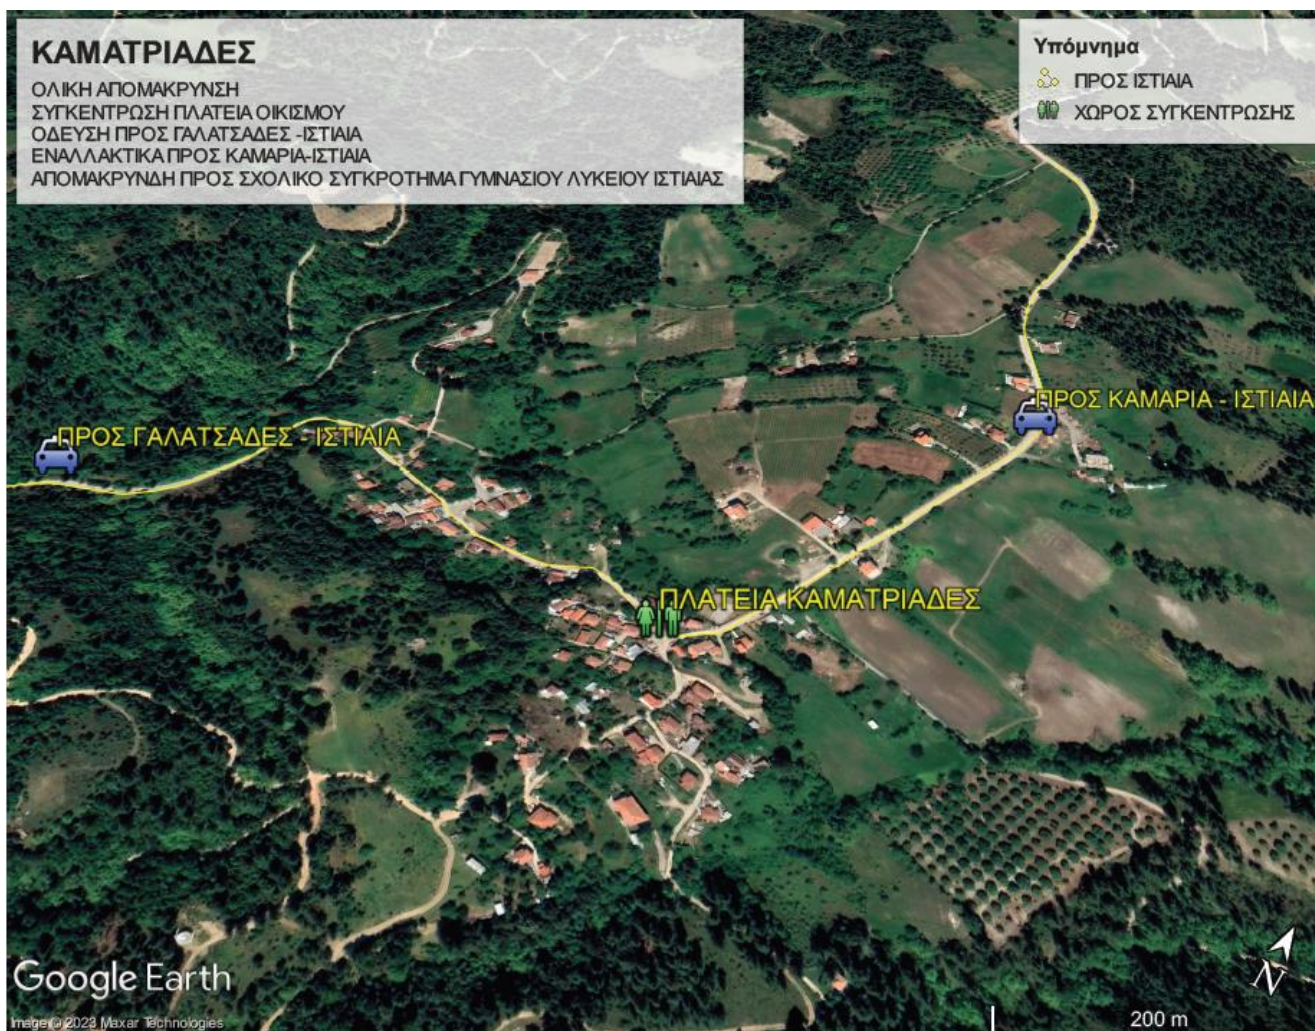 ΚΑΜΑΤΡΙΑΔΕΣ
ΟΛΙΚΗ ΑΠΟΜΑΚΡΥΝΣΗ
ΣΥΓΚΕΝΤΡΩΣΗ ΠΛΑΤΕΙΑ ΟΙΚΙΣΜΟΥ
ΟΔΕΥΣΗ ΠΡΟΣ ΓΑΛΑΤΣΑΔΕΣ -ΙΣΤΙΑΙΑ
ΕΝΑΛΛΑΚΤΙΚΑ ΠΡΟΣ ΚΑΜΑΡΙΑ-ΙΣΤΙΑΙΑ
ΑΠΟΜΑΚΡΥΝΔΗ ΠΡΟΣ ΣΧΟΛΙΚΟ ΣΥΓΚΡΟΤΗΜΑ ΓΥΜΝΑΣΙΟΥ ΛΥΚΕΙΟΥ ΙΣΤΙΑΙΑΣ
Υπόμνημα
ΠΡΟΣ ΙΣΤΙΑΙΑ
ΧΩΡΟΣ ΣΥΓΚΕΝΤΡΩΣΗΣ
ΠΡΟΣ ΚΑΜΑΡΙΑ - ΙΣΤΙΑΙΑ
ΠΡΟΣ ΓΑΛΑΤΣΑΔΕΣ - ΙΣΤΙΑΙΑ
ΠΛΑΤΕΙΑ ΚΑΜΑΤΡΙΑΔΕΣ
Google Earth
Image © 2023 Maxar Technologies
N
200 m